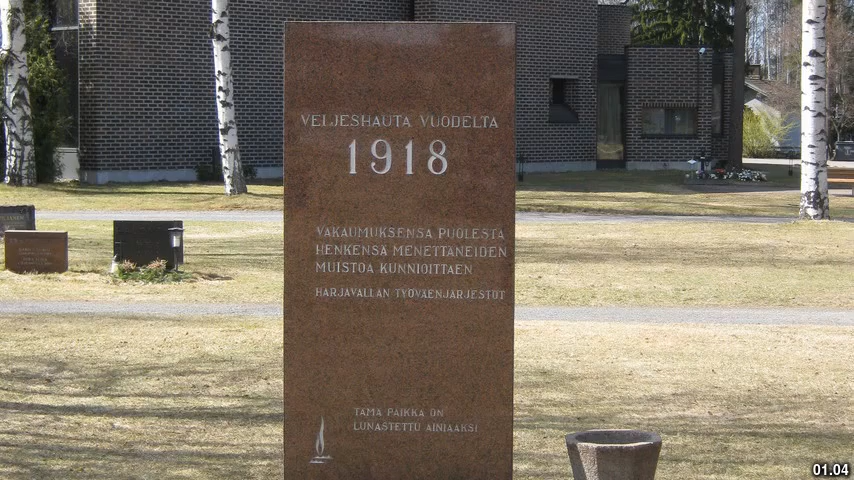 VELJESHAUTA VUODELTA
1918
VAKAUMUKSENSA PUOLESTA
HENKENSÄ MENETTÄNEIDEN
MUISTOA KUNNIOITTAEN
HARJAVALLAN TYÖVÄENJÄRJESTÖT
TÄMÄ PAIKKA ON
LUNASTETTU AINIAAKSI
01.04